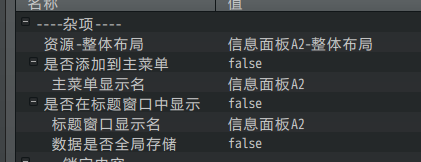 名称 值
----杂项----
资源-整体布局 信息面板A2-整体布局
是否添加到主菜单 false
主菜单显示名 信息面板A2
是否在标题窗口中显示 false
标题窗口显示名 信息面板A2
数据是否全局存储 false